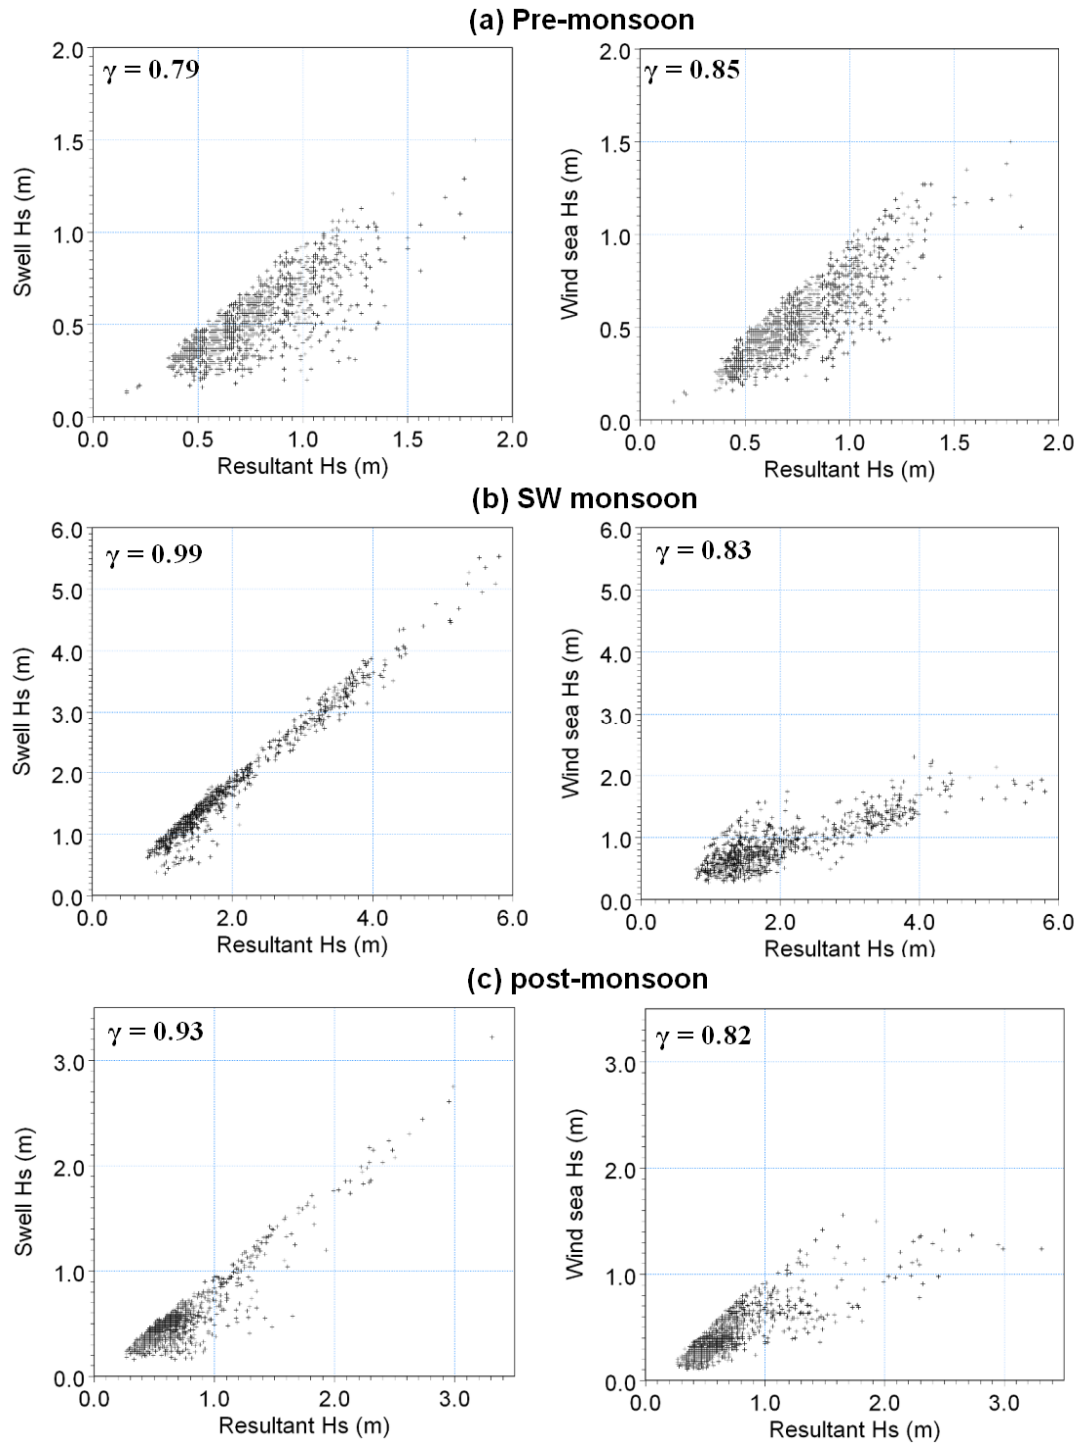 (a) Pre-monsoon
γ = 0.79
Swell Hs (m)
2.0
1.5
1.0
0.5
0.0
0.0 0.5 1.0 1.5 2.0
Resultant Hs (m)
γ = 0.85
Wind sea Hs (m)
2.0
1.5
1.0
0.5
0.0
0.0 0.5 1.0 1.5 2.0
Resultant Hs (m)
(b) SW monsoon
γ = 0.99
Swell Hs (m)
6.0
5.0
4.0
3.0
2.0
1.0
0.0
0.0 2.0 4.0 6.0
Resultant Hs (m)
γ = 0.83
Wind sea Hs (m)
6.0
5.0
4.0
3.0
2.0
1.0
0.0
0.0 2.0 4.0 6.0
Resultant Hs (m)
(c) post-monsoon
γ = 0.93
Swell Hs (m)
3.0
2.0
1.0
0.0
0.0 1.0 2.0 3.0
Resultant Hs (m)
γ = 0.82
Wind sea Hs (m)
3.0
2.0
1.0
0.0
0.0 1.0 2.0 3.0
Resultant Hs (m)